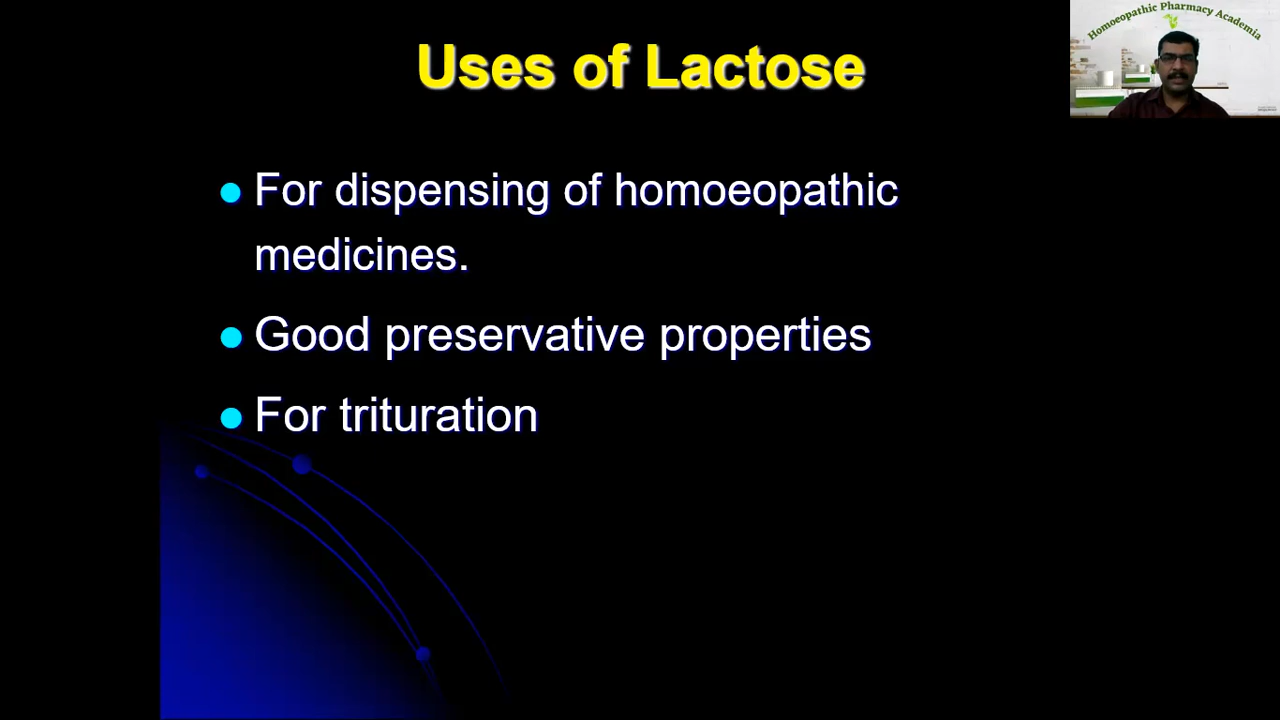 Homoeopathic Pharmacy Academia
Uses of Lactose
For dispensing of homoeopathic
medicines.
Good preservative properties
For trituration